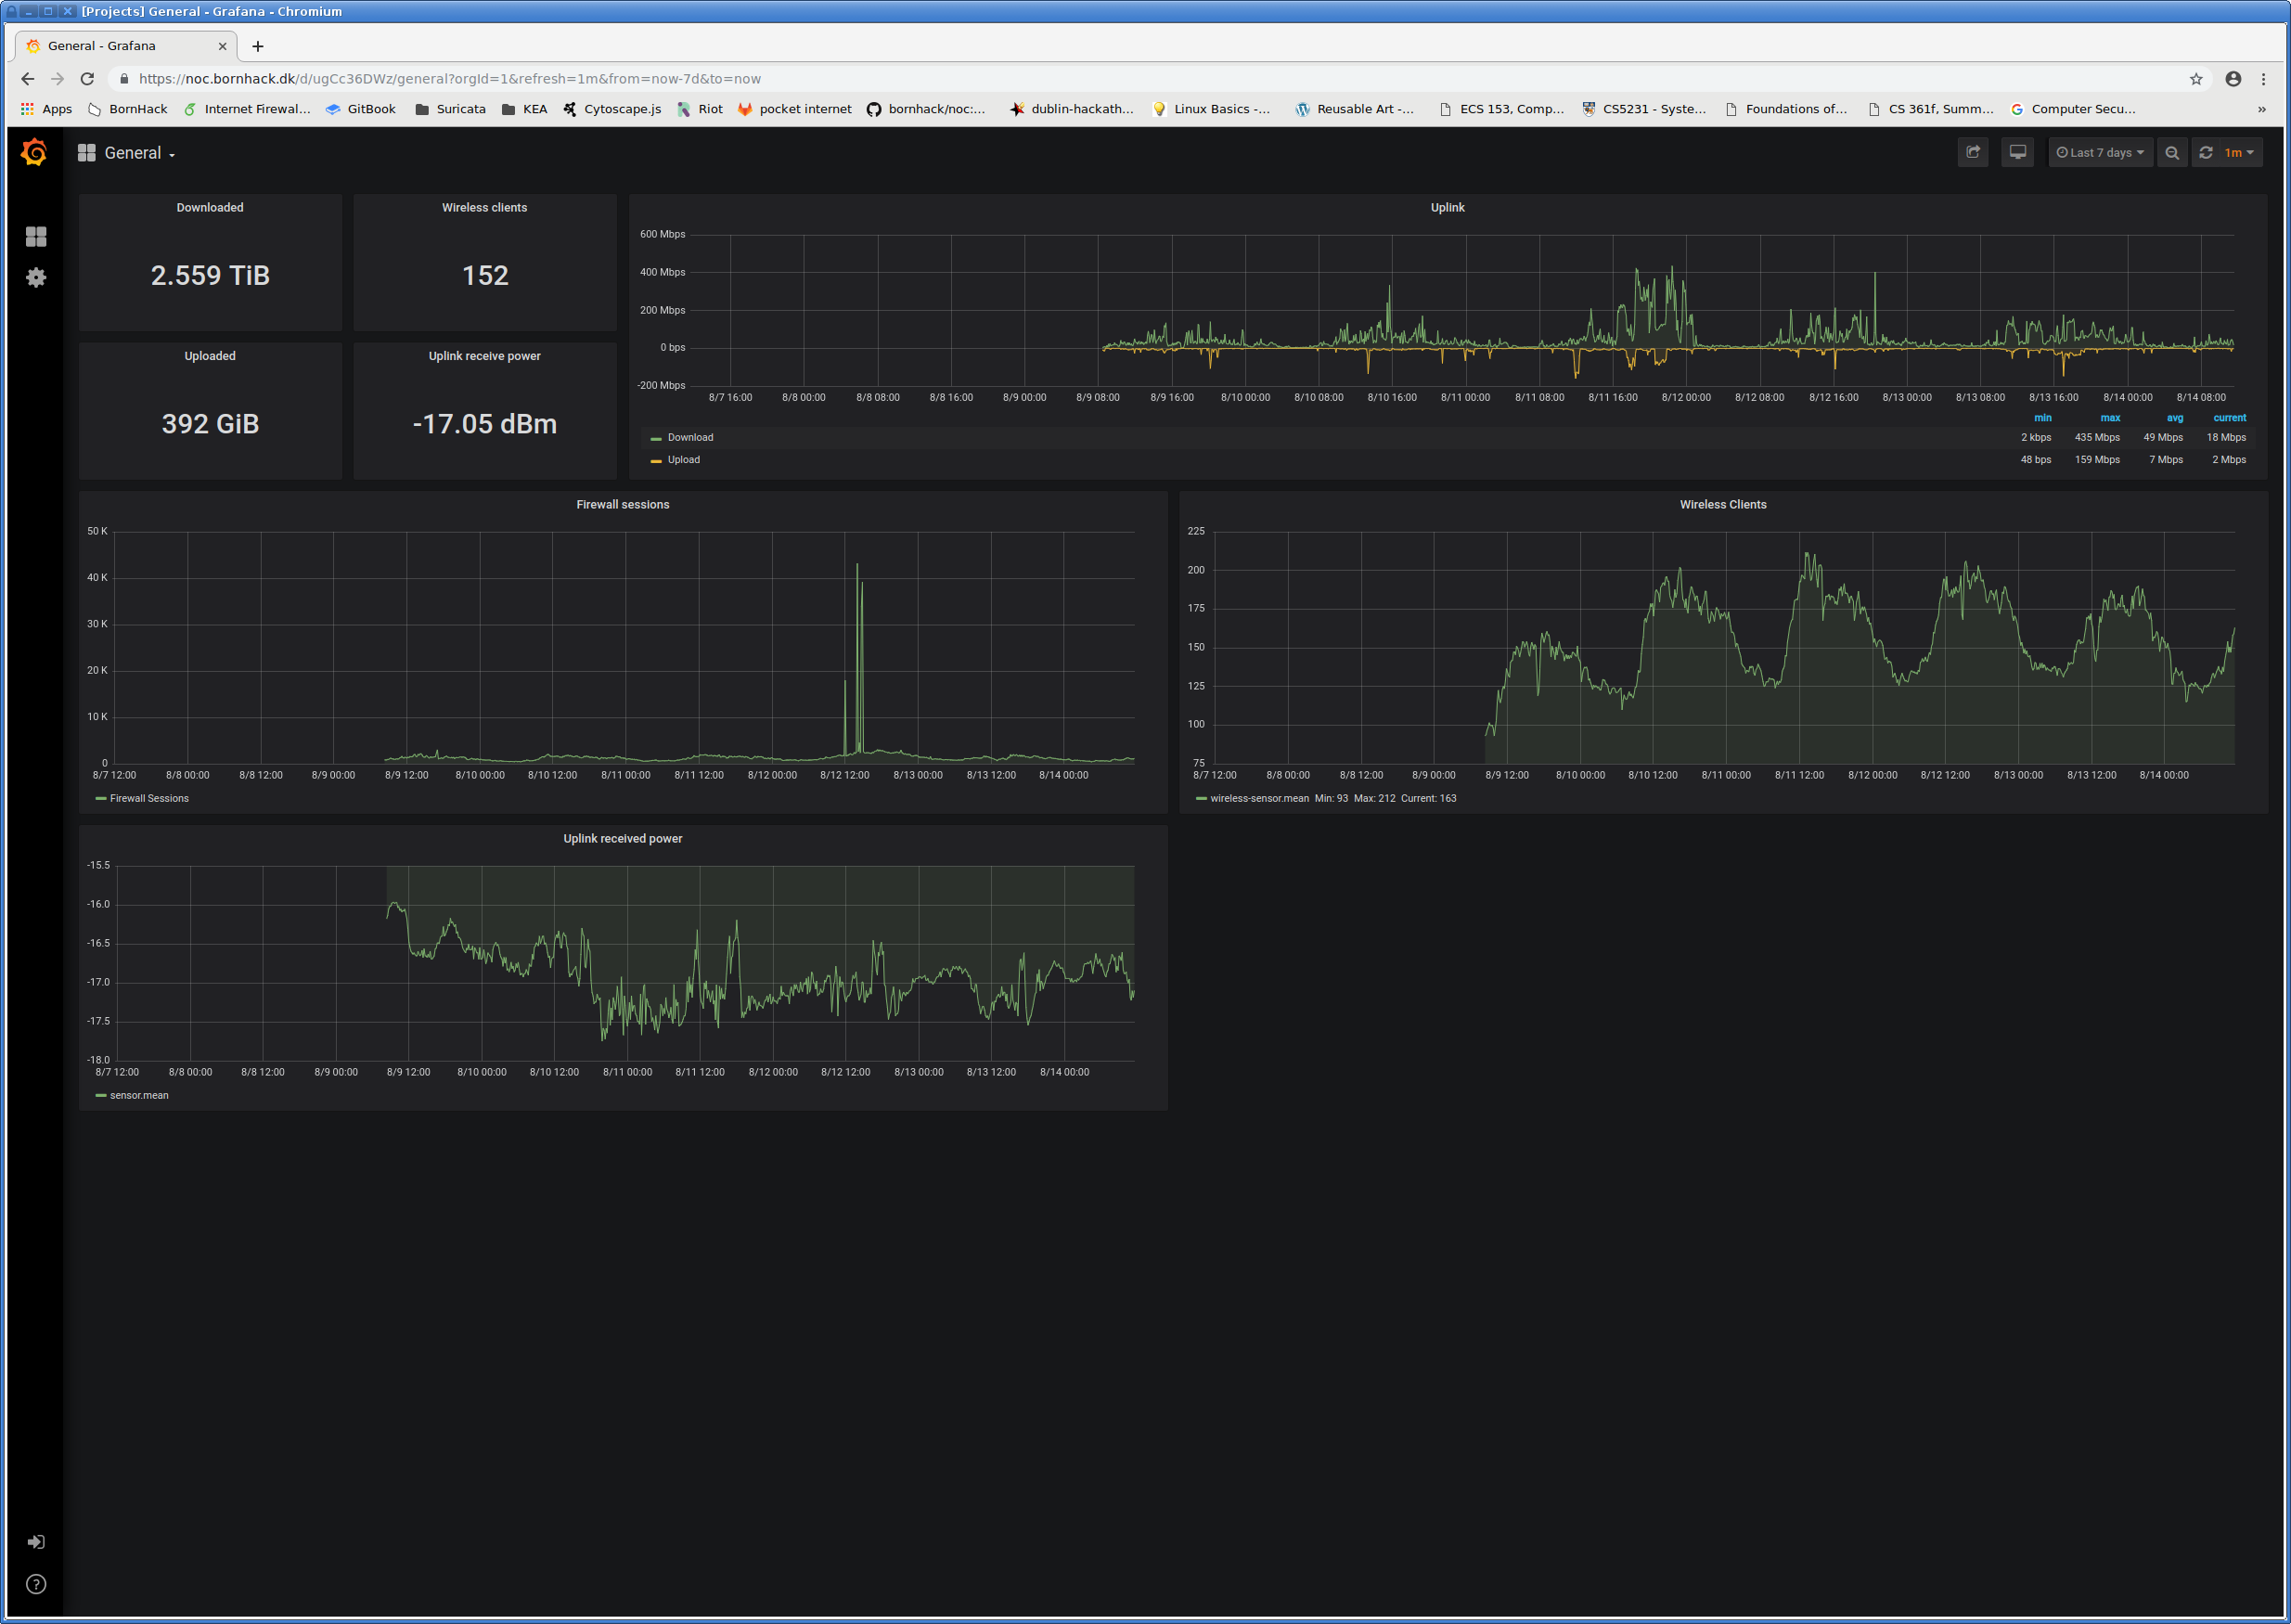 [Projects] General - Grafana - Chromium
General - Grafana
https://noc.bornhack.dk/d/ugCc36DWz/general?orgId=1&refresh=1m&from=now-7d&to=now
Apps BornHack Internet Firewal... GitBook Suricata KEA Cytoscape.js Riot pocket internet bornhack/noc:... dublin-hackath... Linux Basics -... Reusable Art -... ECS 153, Comp... CS5231 - Syste... Foundations of... CS 361f, Summ... Computer Secu... »
General
Last 7 days
1m
Downloaded
2.559 TiB
Wireless clients
152
Uploaded
392 GiB
Uplink receive power
-17.05 dBm
Uplink
600 Mbps
400 Mbps
200 Mbps
0 bps
-200 Mbps
8/7 16:00 8/8 00:00 8/8 08:00 8/8 16:00 8/9 00:00 8/9 08:00 8/9 16:00 8/10 00:00 8/10 08:00 8/10 16:00 8/11 00:00 8/11 08:00 8/11 16:00 8/12 00:00 8/12 08:00 8/12 16:00 8/13 00:00 8/13 08:00 8/13 16:00 8/14 00:00 8/14 08:00
min max avg current
Download 2 kbps 435 Mbps 49 Mbps 18 Mbps
Upload 48 bps 159 Mbps 7 Mbps 2 Mbps
Firewall sessions
50 K
40 K
30 K
20 K
10 K
0
8/7 12:00 8/8 00:00 8/8 12:00 8/9 00:00 8/9 12:00 8/10 00:00 8/10 12:00 8/11 00:00 8/11 12:00 8/12 00:00 8/12 12:00 8/13 00:00 8/13 12:00 8/14 00:00
Firewall Sessions
Wireless Clients
225
200
175
150
125
100
75
8/7 12:00 8/8 00:00 8/8 12:00 8/9 00:00 8/9 12:00 8/10 00:00 8/10 12:00 8/11 00:00 8/11 12:00 8/12 00:00 8/12 12:00 8/13 00:00 8/13 12:00 8/14 00:00
wireless-sensor.mean Min: 93 Max: 212 Current: 163
Uplink received power
-15.5
-16.0
-16.5
-17.0
-17.5
-18.0
8/7 12:00 8/8 00:00 8/8 12:00 8/9 00:00 8/9 12:00 8/10 00:00 8/10 12:00 8/11 00:00 8/11 12:00 8/12 00:00 8/12 12:00 8/13 00:00 8/13 12:00 8/14 00:00
sensor.mean